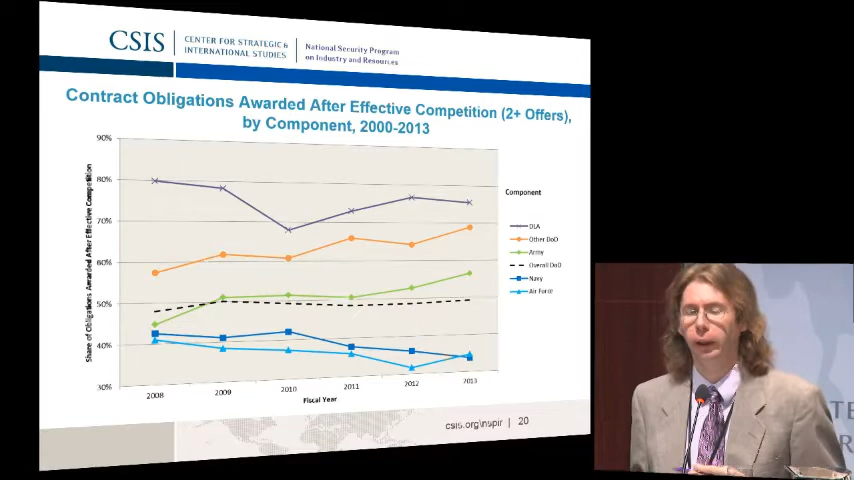 CSIS
CENTER FOR STRATEGIC &
INTERNATIONAL STUDIES
National Security Program
on Industry and Resources
Contract Obligations Awarded After Effective Competition (2+ Offers),
by Component, 2000-2013
Share of Obligations Awarded After Effective Competition
90%
80%
70%
60%
50%
40%
30%
2008
2009
2010
2011
2012
2013
Fiscal Year
Component
DLA
Other DoD
Army
Overall DoD
Navy
Air Force
csis.org\nspir | 20